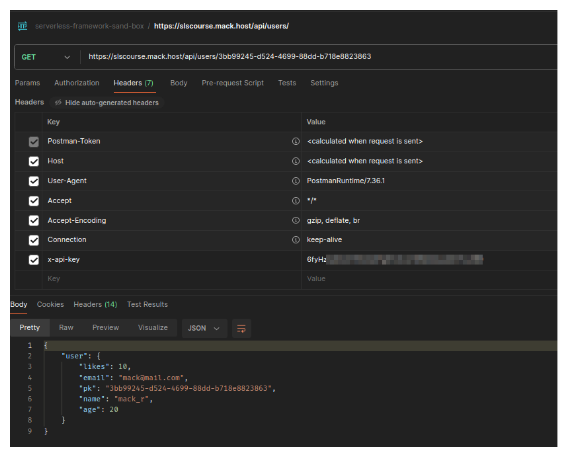 serverless-framework-sand-box / https://slscourse.mack.host/api/users/
GET https://slscourse.mack.host/api/users/3bb99245-d524-4699-88dd-b718e8823863
Params Authorization Headers (7) Body Pre-request Script Tests Settings
Headers Hide auto-generated headers
Key Value
Postman-Token <calculated when request is sent>
Host <calculated when request is sent>
User-Agent PostmanRuntime/7.36.1
Accept */*
Accept-Encoding gzip, deflate, br
Connection keep-alive
x-api-key 6fyHz
Key Value
Body Cookies Headers (14) Test Results
Pretty Raw Preview Visualize JSON
1 {
2 "user": {
3 "likes": 10,
4 "email": "mack@mail.com",
5 "pk": "3bb99245-d524-4699-88dd-b718e8823863",
6 "name": "mack_r",
7 "age": 20
8 }
9 }